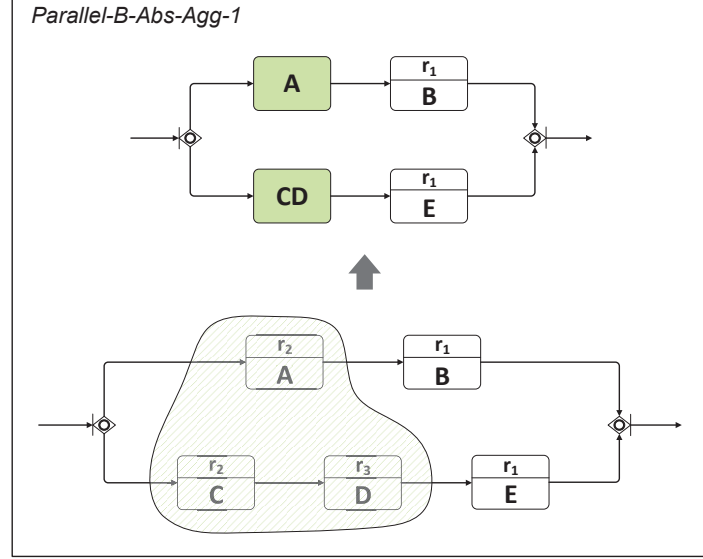 Parallel-B-Abs-Agg-1
A
r₁
B
CD
r₁
E
r₂
A
r₁
B
r₂
C
r₃
D
r₁
E